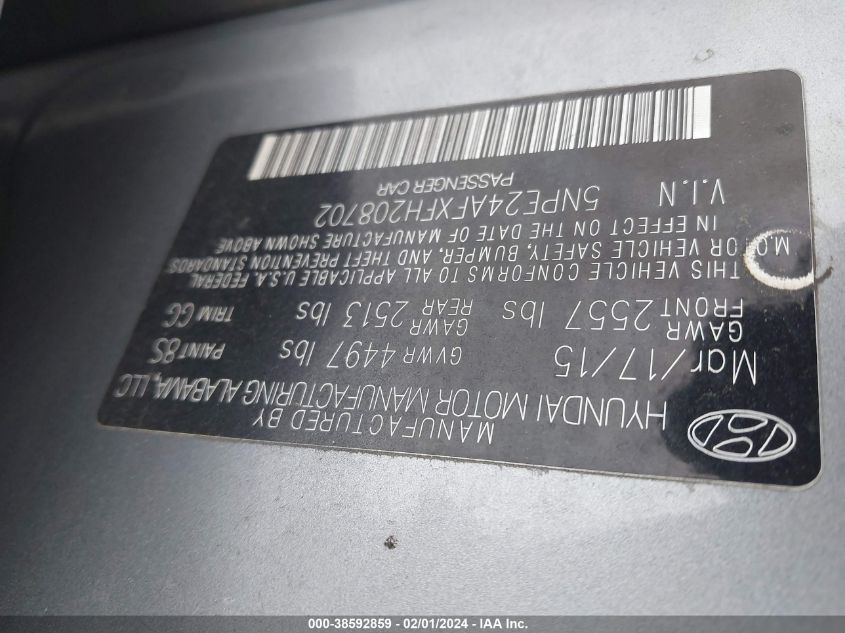 MANUFACTURED BY
HYUNDAI MOTOR MANUFACTURING ALABAMA, LLC
Mar/17/15 GVWR 4497 lbs PAINT 8S
GAWR FRONT 2557 lbs GAWR REAR 2513 lbs TRIM GG
THIS VEHICLE CONFORMS TO ALL APPLICABLE U.S.A. FEDERAL
MOTOR VEHICLE SAFETY, BUMPER, AND THEFT PREVENTION STANDARDS
IN EFFECT ON THE DATE OF MANUFACTURE SHOWN ABOVE.
V.I.N 5NPE24AFXFH208702
PASSENGER CAR
000-38592859 - 02/01/2024 - IAA Inc.